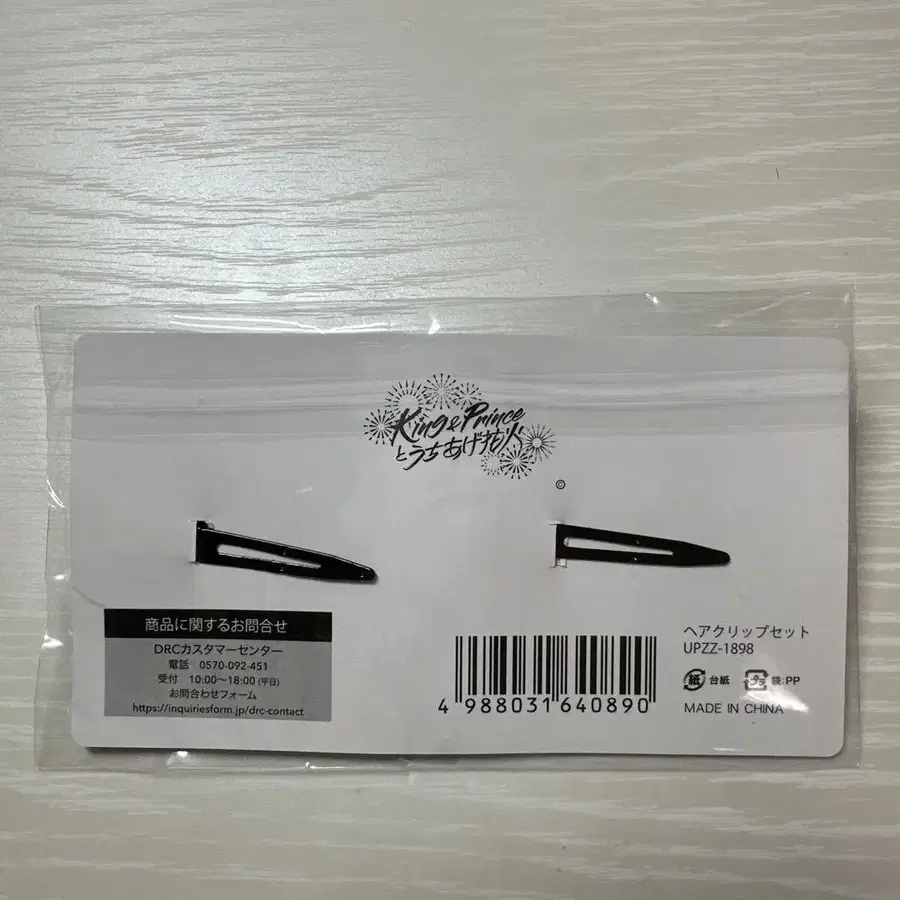 King & Prince
とうちあげ花火
©
商品に関するお問合せ
DRCカスタマーセンター
電話 0570-092-451
受付 10:00～18:00 (平日)
お問合わせフォーム
https://inquiriesform.jp/drc-contact
4 988031 640890
ヘアクリップセット
UPZZ-1898
紙 台紙 プラ 袋:PP
MADE IN CHINA